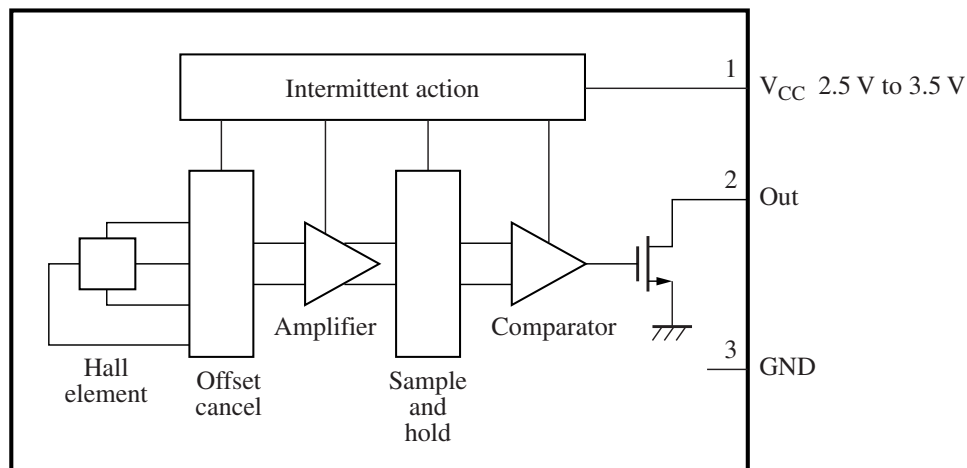 Intermittent action
1
V_CC 2.5 V to 3.5 V
2
Out
Amplifier
Comparator
3
GND
Hall
element
Offset
cancel
Sample
and
hold